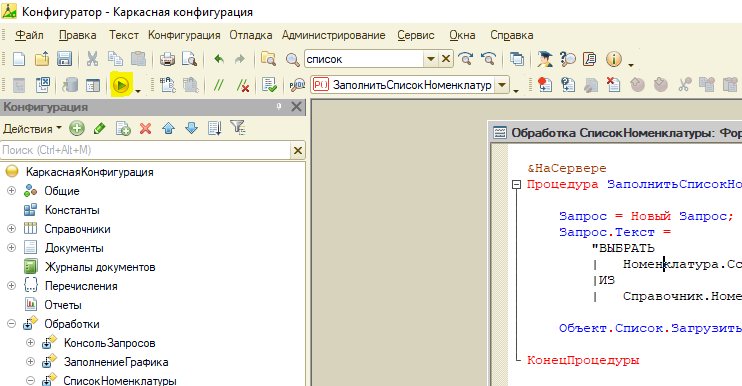 Конфигуратор - Каркасная конфигурация
Файл Правка Текст Конфигурация Отладка Администрирование Сервис Окна Справка
список
ЗаполнитьСписокНоменклатур
Конфигурация
Действия
Поиск (Ctrl+Alt+M)
КаркаснаяКонфигурация
Общие
Константы
Справочники
Документы
Журналы документов
Перечисления
Отчеты
Обработки
КонсольЗапросов
ЗаполнениеГрафика
СписокНоменклатуры
Обработка СписокНоменклатуры: Фор
&НаСервере
Процедура ЗаполнитьСписокНо
Запрос = Новый Запрос;
Запрос.Текст =
"ВЫБРАТЬ
| Номенклатура.Сс
|ИЗ
| Справочник.Номе
Объект.Список.Загрузить
КонецПроцедуры